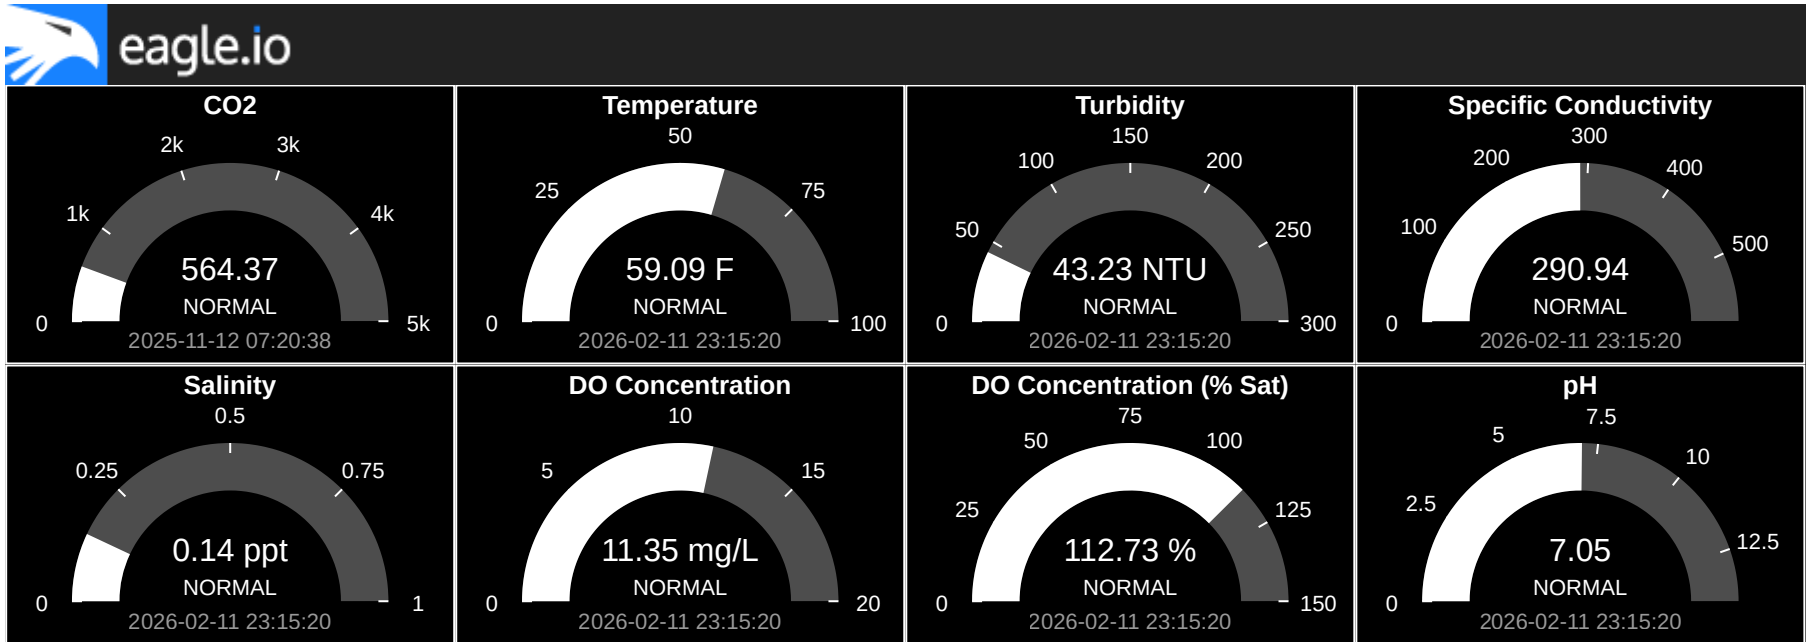 eagle.io
CO2
2k
3k
1k
4k
0
5k
564.37
NORMAL
2025-11-12 07:20:38
Temperature
50
25
75
0
100
59.09 F
NORMAL
2026-02-11 23:15:20
Turbidity
150
100
200
50
250
0
300
43.23 NTU
NORMAL
2026-02-11 23:15:20
Specific Conductivity
300
200
400
100
500
0
290.94
NORMAL
2026-02-11 23:15:20
Salinity
0.5
0.25
0.75
0
1
0.14 ppt
NORMAL
2026-02-11 23:15:20
DO Concentration
10
5
15
0
20
11.35 mg/L
NORMAL
2026-02-11 23:15:20
DO Concentration (% Sat)
75
50
100
25
125
0
150
112.73 %
NORMAL
2026-02-11 23:15:20
pH
7.5
5
10
2.5
12.5
0
7.05
NORMAL
2026-02-11 23:15:20